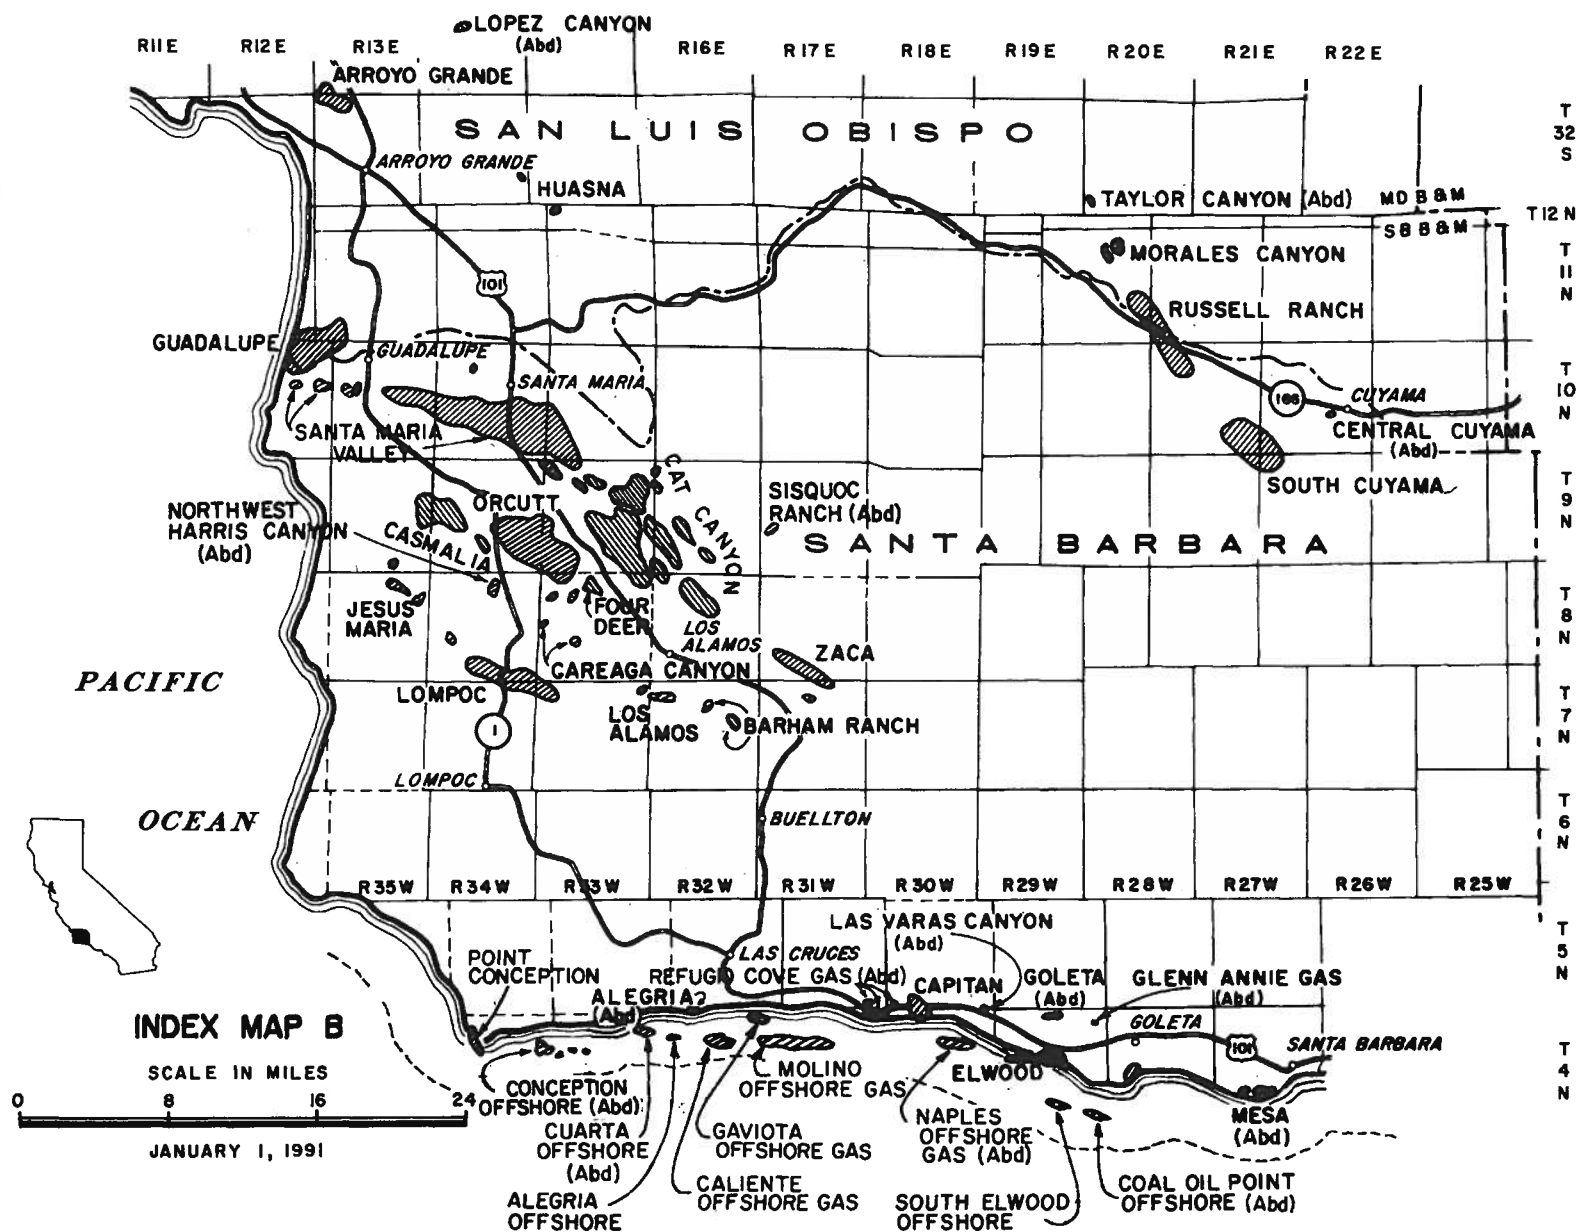 LOPEZ CANYON
(Abd)
R11E R12E R13E R16E R17E R18E R19E R20E R21E R22E
ARROYO GRANDE
SAN LUIS OBISPO
T
32
S
ARROYO GRANDE
HUASNA
TAYLOR CANYON (Abd)
MD B&M
T12N
SB B&M
MORALES CANYON
T
11
N
101
RUSSELL RANCH
GUADALUPE
GUADALUPE
SANTA MARIA
T
10
N
166
CUYAMA
SANTA MARIA
VALLEY
CENTRAL CUYAMA
(Abd)
CAT CANYON
SOUTH CUYAMA
T
9
N
ORCUTT
SISQUOC
RANCH (Abd)
NORTHWEST
HARRIS CANYON
(Abd)
CASMALIA
SANTA BARBARA
JESUS
MARIA
FOUR
DEER
T
8
N
LOS
ALAMOS
ZACA
CAREAGA CANYON
PACIFIC
LOMPOC
LOS
ALAMOS
BARHAM RANCH
T
7
N
1
LOMPOC
OCEAN
BUELLTON
T
6
N
R35W R34W R33W R32W R31W R30W R29W R28W R27W R26W R25W
LAS VARAS CANYON
(Abd)
T
5
N
POINT
CONCEPTION
LAS CRUCES
REFUGIO COVE GAS (Abd)
CAPITAN
GOLETA
(Abd)
GLENN ANNIE GAS
(Abd)
ALEGRIA
(Abd)
INDEX MAP B
GOLETA
101
SANTA BARBARA
T
4
N
SCALE IN MILES
0 8 16 24
JANUARY 1, 1991
CONCEPTION
OFFSHORE (Abd)
MOLINO
OFFSHORE GAS
ELWOOD
CUARTA
OFFSHORE
(Abd)
GAVIOTA
OFFSHORE GAS
NAPLES
OFFSHORE
GAS (Abd)
MESA
(Abd)
ALEGRIA
OFFSHORE
CALIENTE
OFFSHORE GAS
SOUTH ELWOOD
OFFSHORE
COAL OIL POINT
OFFSHORE (Abd)